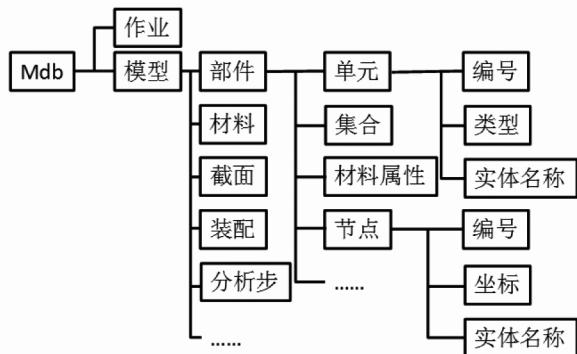 作业
Mdb
模型
部件
单元
编号
材料
集合
类型
截面
材料属性
实体名称
装配
节点
编号
分析步
……
坐标
……
实体名称